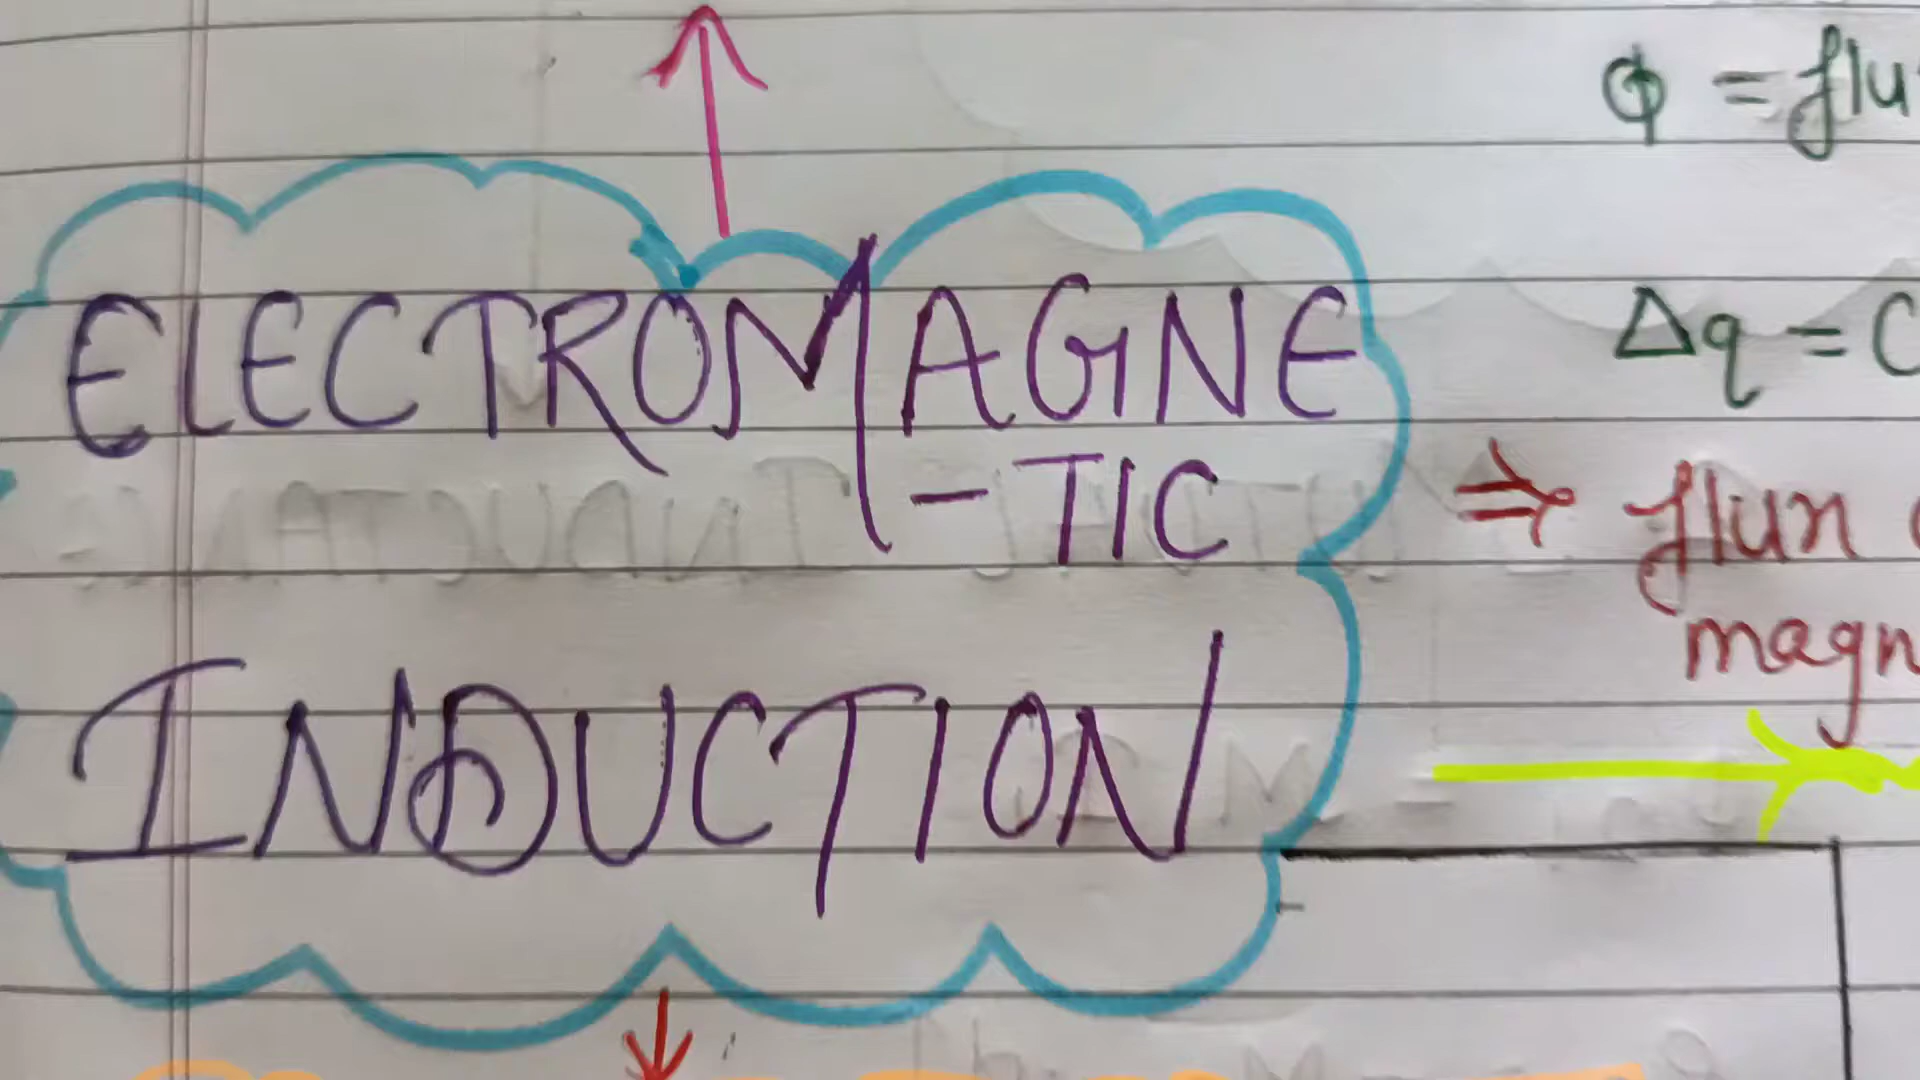 ϕ = flu
ELECTROMAGNE
-TIC
INDUCTION
Δq = C
⇒ flux
magn